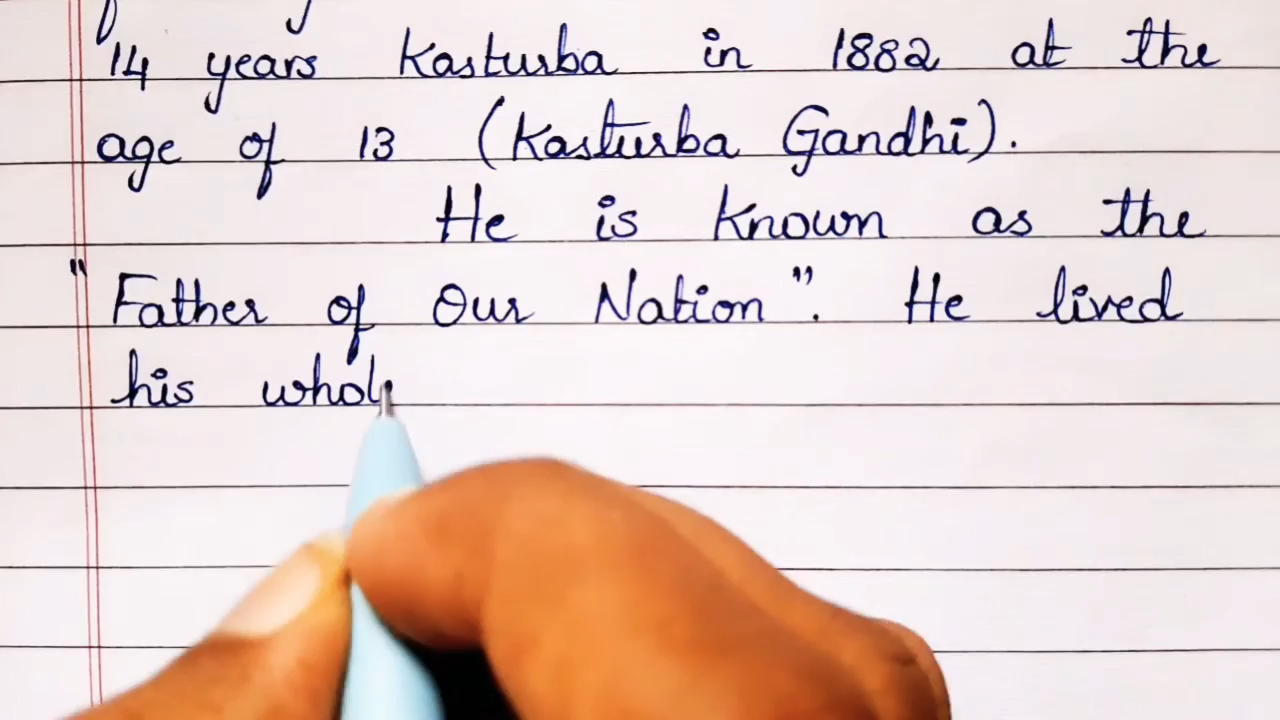 14 years Kasturba in 1882 at the
age of 13 (Kasturba Gandhi).
He is known as the
"Father of Our Nation". He lived
his whol